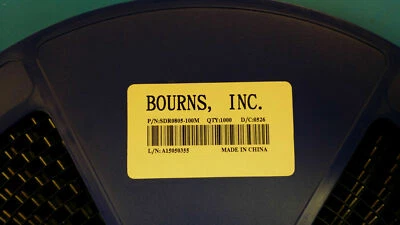 BOURNS, INC.
P/N:SDR0805-100M QTY:1000 D/C:0526
L/N: A15050355 MADE IN CHINA